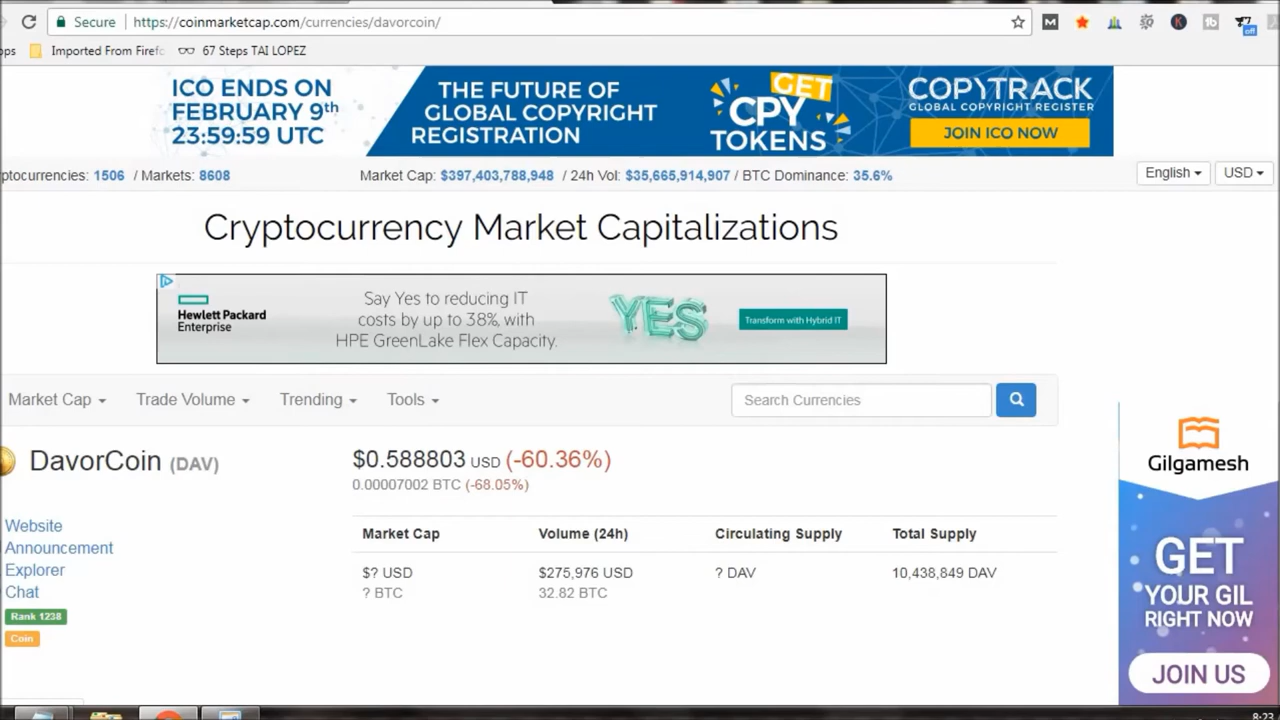 Secure
https://coinmarketcap.com/currencies/davorcoin/
Imported From Firef
67 Steps TAI LOPEZ
off
ICO ENDS ON
FEBRUARY 9th
23:59:59 UTC
THE FUTURE OF
GLOBAL COPYRIGHT
REGISTRATION
GET
CPY
TOKENS
COPYTRACK
GLOBAL COPYRIGHT REGISTER
JOIN ICO NOW
ptocurrencies: 1506 / Markets: 8608
Market Cap: $397,403,788,948 / 24h Vol: $35,665,914,907 / BTC Dominance: 35.6%
English
USD
Cryptocurrency Market Capitalizations
Hewlett Packard
Enterprise
Say Yes to reducing IT
costs by up to 38%, with
HPE GreenLake Flex Capacity.
YES
Transform with Hybrid IT
Market Cap
Trade Volume
Trending
Tools
Search Currencies
DavorCoin (DAV)
$0.588803 USD (-60.36%)
0.00007002 BTC (-68.05%)
Website
Announcement
Explorer
Chat
Rank 1238
Coin
Market Cap
Volume (24h)
Circulating Supply
Total Supply
$? USD
$275,976 USD
? DAV
10,438,849 DAV
? BTC
32.82 BTC
Gilgamesh
GET
YOUR GIL
RIGHT NOW
JOIN US